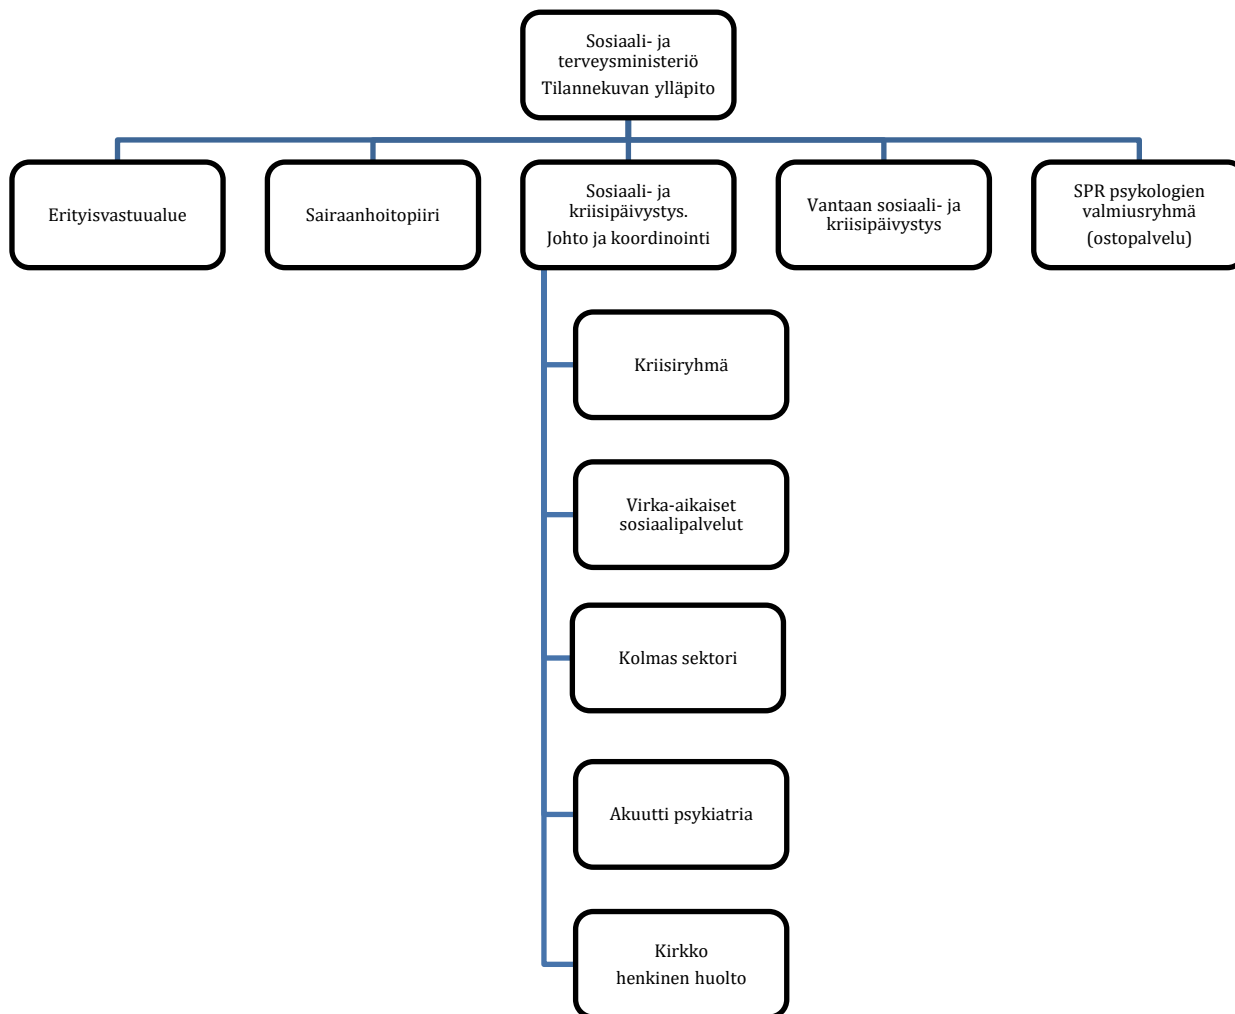 Sosiaali- ja
terveysministeriö
Tilannekuvan ylläpito
Erityisvastuualue
Sairaanhoitopiiri
Sosiaali- ja
kriisipäivystys.
Johto ja koordinointi
Vantaan sosiaali- ja
kriisipäivystys
SPR psykologien
valmiusryhmä
(ostopalvelu)
Kriisiryhmä
Virka-aikaiset
sosiaalipalvelut
Kolmas sektori
Akuutti psykiatria
Kirkko
henkinen huolto